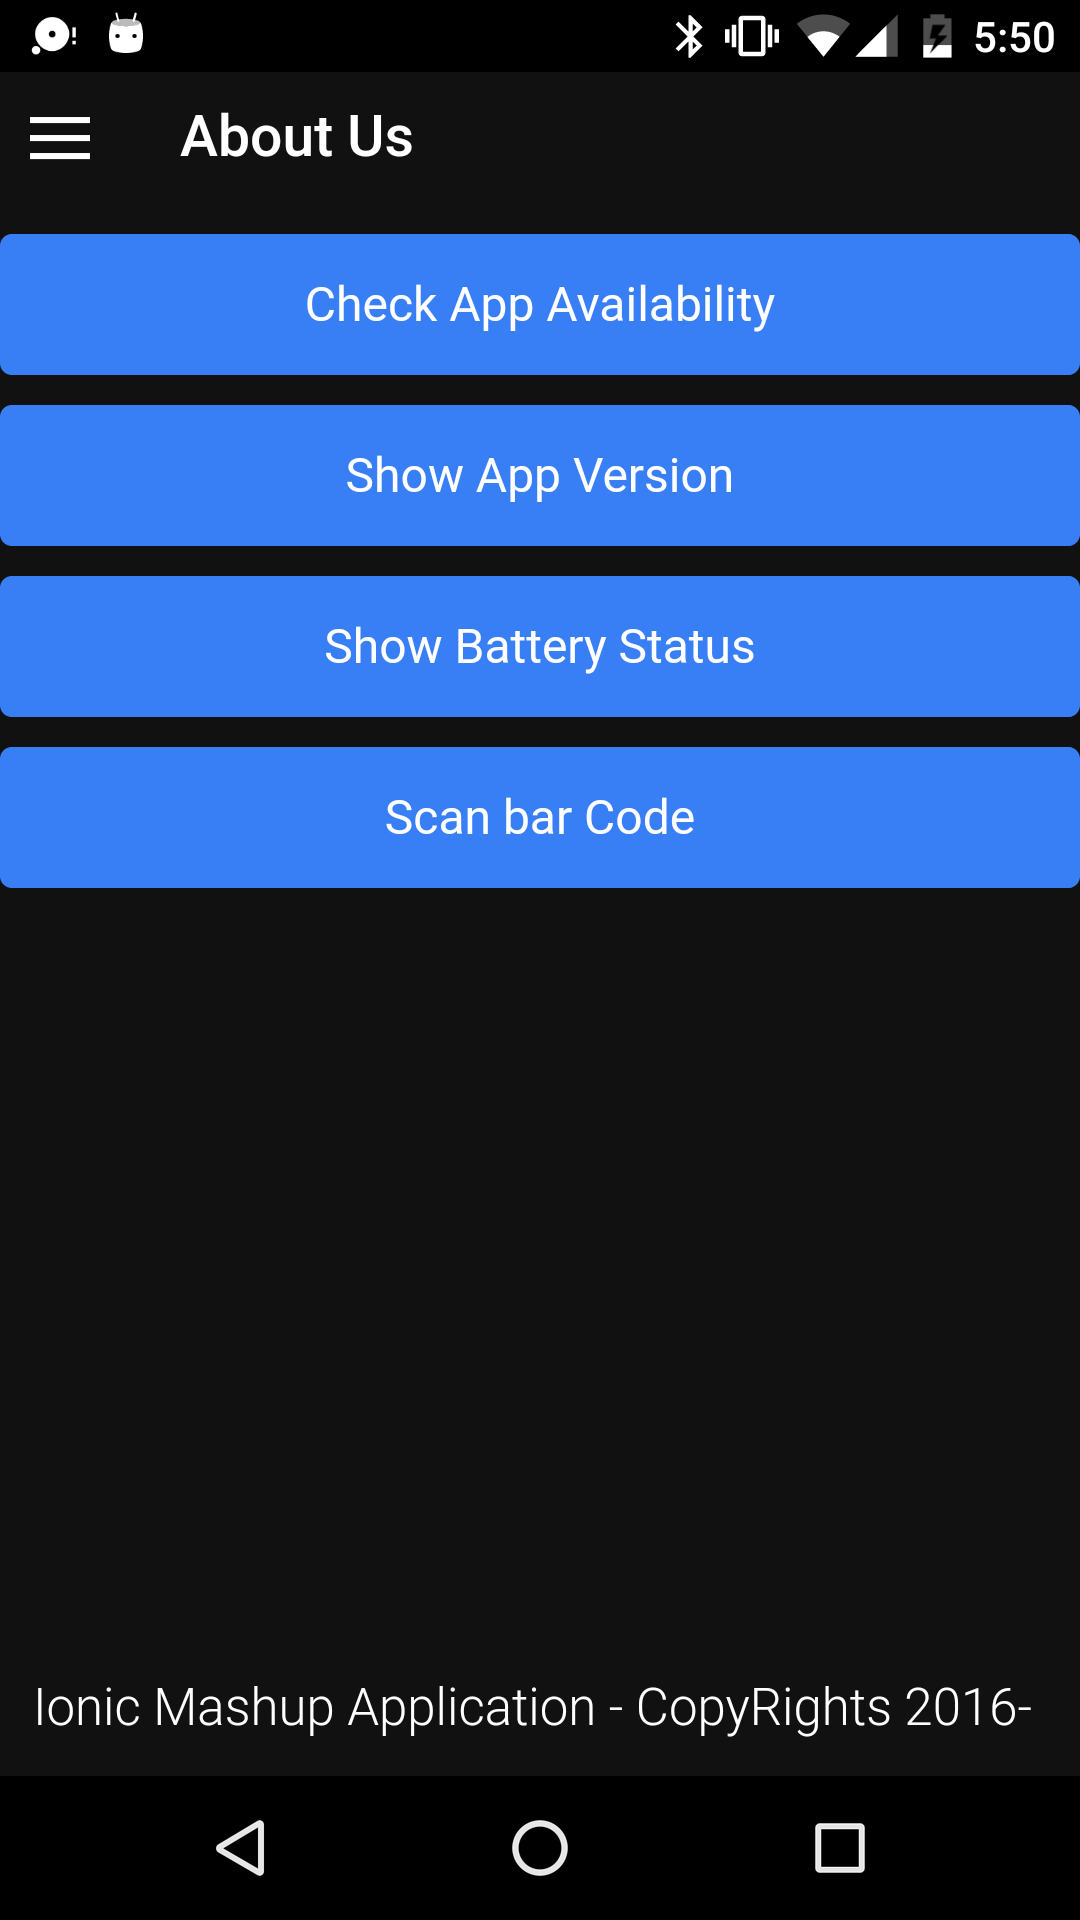 5:50
About Us
Check App Availability
Show App Version
Show Battery Status
Scan bar Code
Ionic Mashup Application - CopyRights 2016-